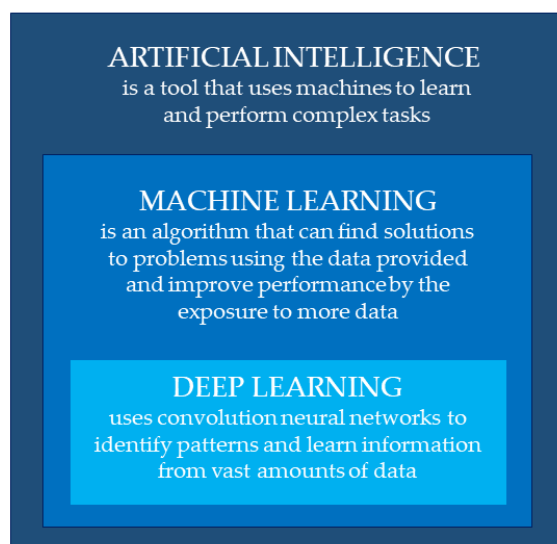 ARTIFICIAL INTELLIGENCE
is a tool that uses machines to learn
and perform complex tasks
MACHINE LEARNING
is an algorithm that can find solutions
to problems using the data provided
and improve performance by the
exposure to more data
DEEP LEARNING
uses convolution neural networks to
identify patterns and learn information
from vast amounts of data